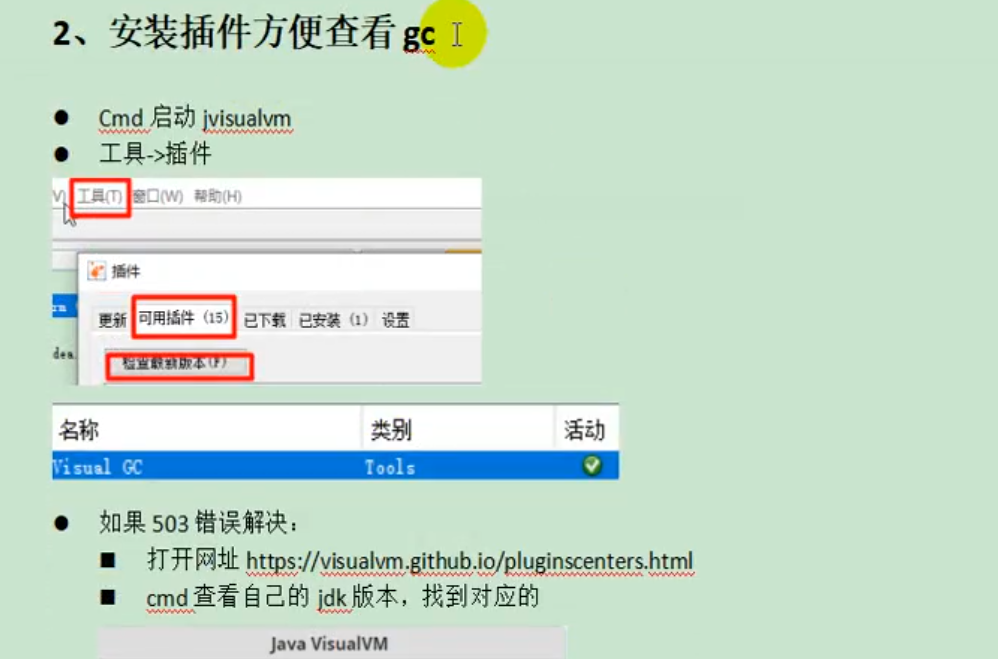 2、安装插件方便查看 gc
● Cmd 启动 jvisualvm
● 工具->插件
V) 工具(T) 窗口(W) 帮助(H)
插件
更新 可用插件 (15) 已下载 已安装 (1) 设置
dea.
检查最新版本(F)
名称 类别 活动
Visual GC Tools
● 如果 503 错误解决：
■ 打开网址 https://visualvm.github.io/pluginscenters.html
■ cmd 查看自己的 jdk 版本，找到对应的
Java VisualVM